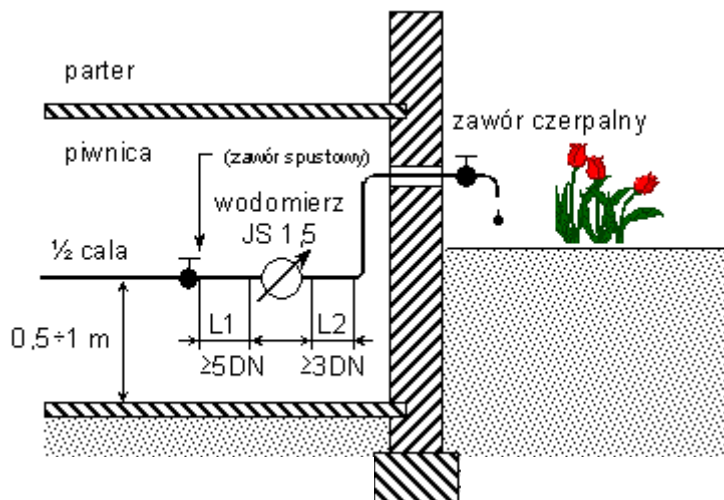 parter
zawór czerpalny
piwnica
(zawór spustowy)
wodomierz
JS 1,5
½ cala
L1
L2
0,5÷1 m
≥5DN
≥3DN